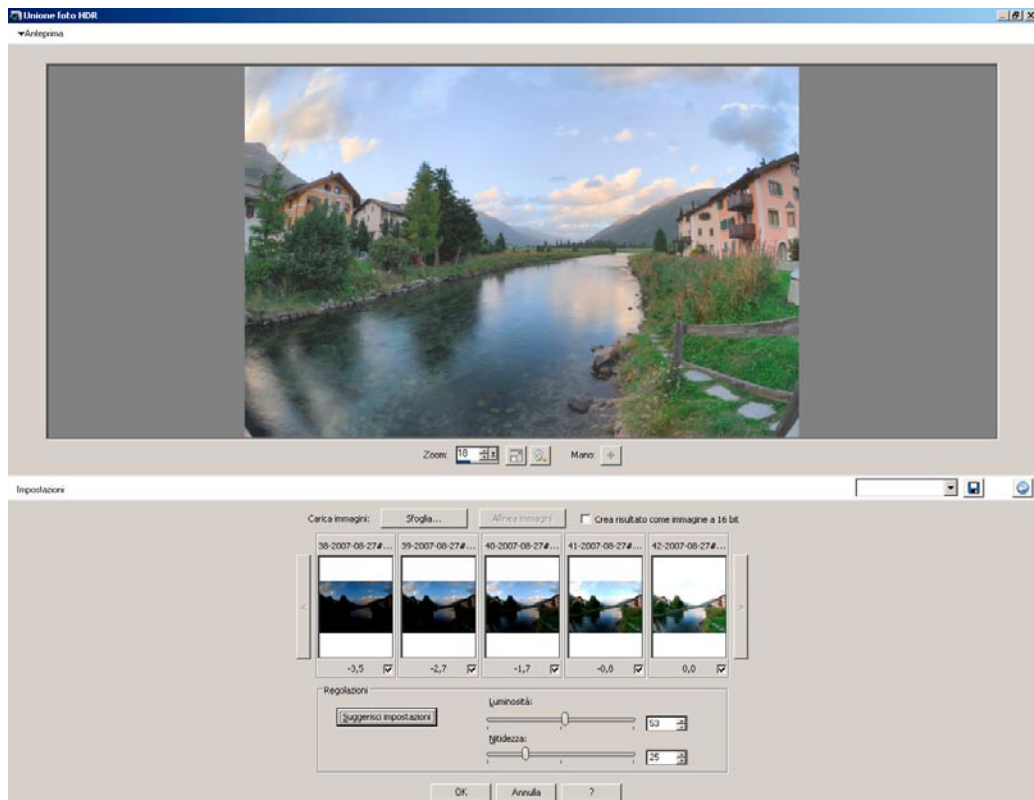 Unione foto HDR
Anteprima
Zoom: 18 Mano:
Impostazioni
Carica immagini: Sfoglia... Allinea immagini Crea risultato come immagine a 16 bit
38-2007-08-27#... 39-2007-08-27#... 40-2007-08-27#... 41-2007-08-27#... 42-2007-08-27#...
< >
-3,5 -2,7 -1,7 -0,0 0,0
Regolazioni
Suggerisci impostazioni
Luminosità:
53
Nitidezza:
25
OK Annulla ?